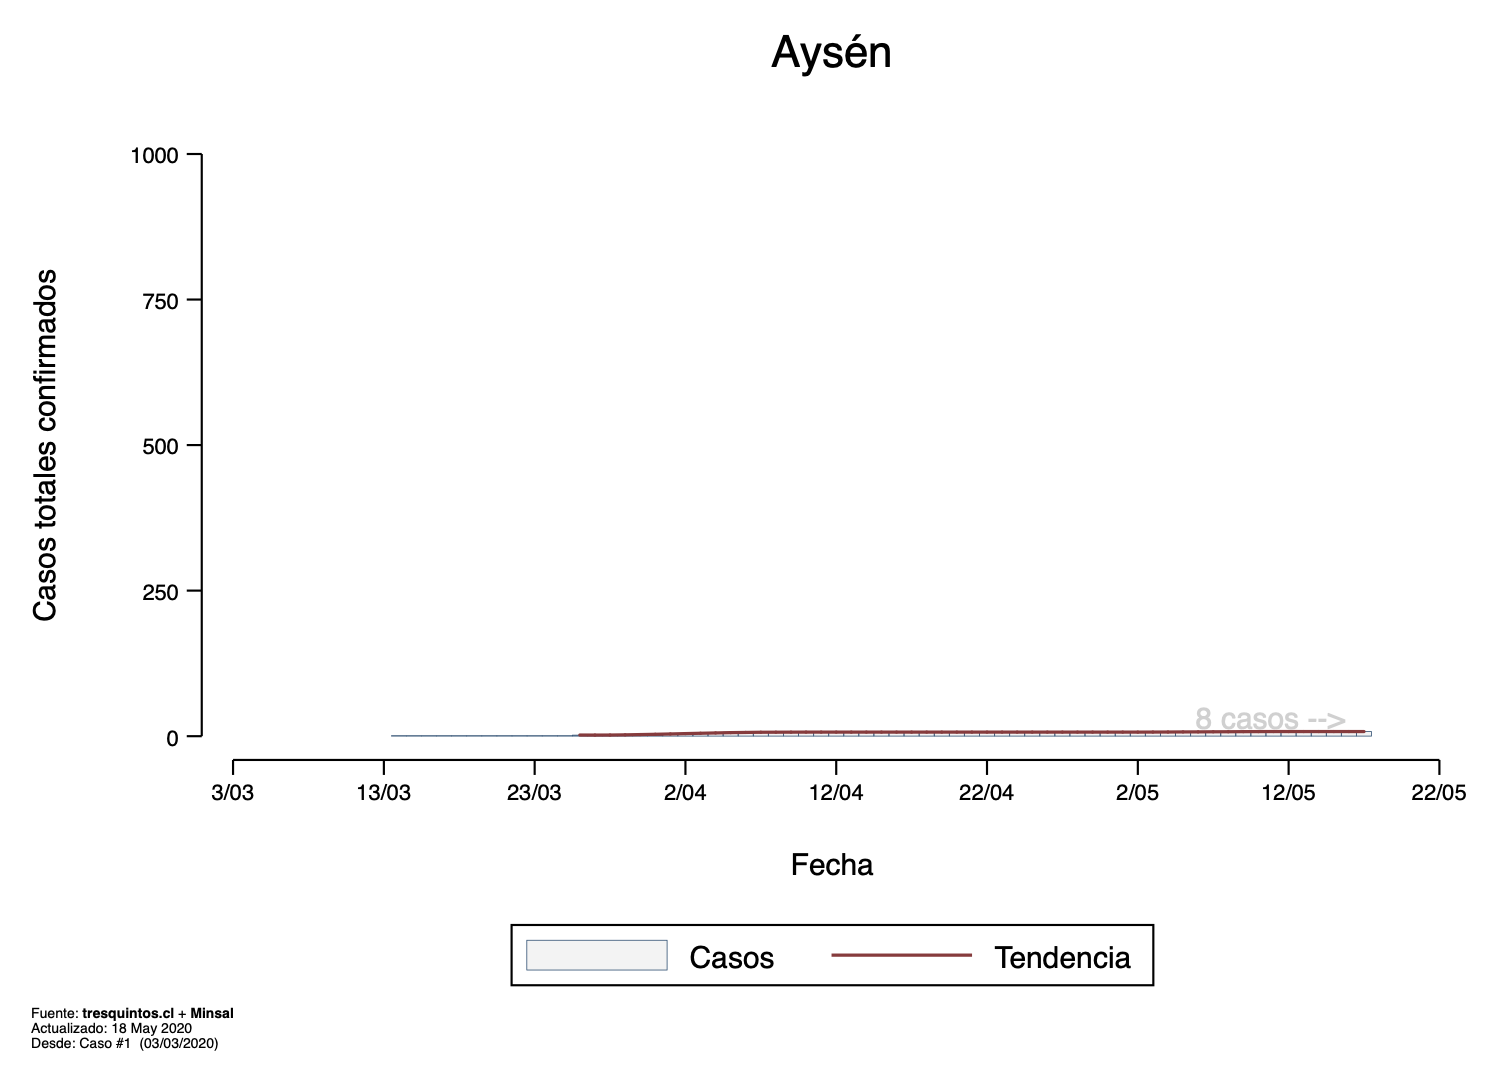 Aysén
Casos totales confirmados
1000
750
500
250
0
8 casos -->
3/03 13/03 23/03 2/04 12/04 22/04 2/05 12/05 22/05
Fecha
Casos Tendencia
Fuente: tresquintos.cl + Minsal
Actualizado: 18 May 2020
Desde: Caso #1 (03/03/2020)